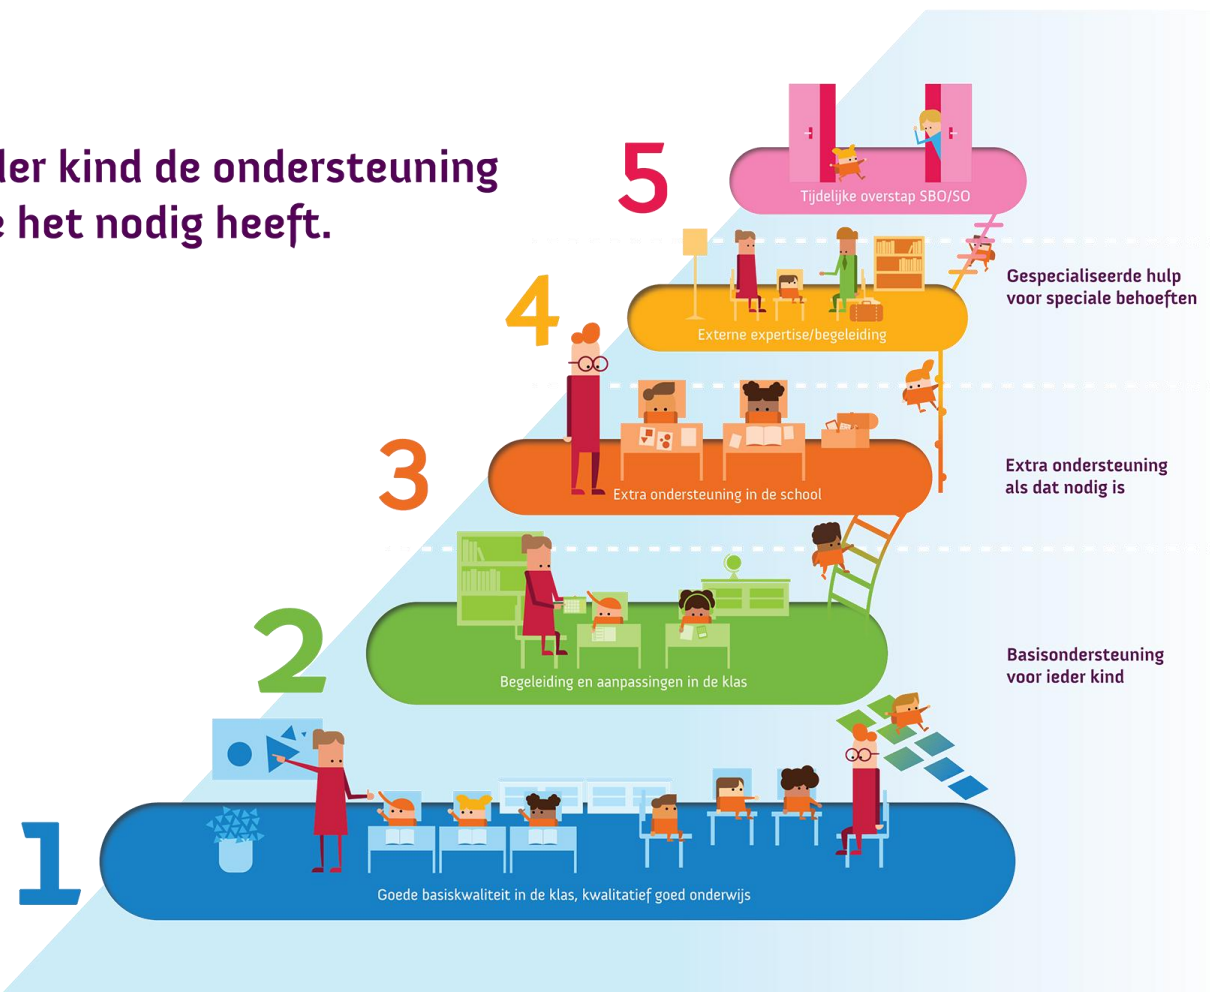 der kind de ondersteuning
e het nodig heeft.
5
Tijdelijke overstap SBO/SO
4
Externe expertise/begeleiding
Gespecialiseerde hulp
voor speciale behoeften
3
Extra ondersteuning in de school
Extra ondersteuning
als dat nodig is
2
Begeleiding en aanpassingen in de klas
Basisondersteuning
voor ieder kind
1
Goede basiskwaliteit in de klas, kwalitatief goed onderwijs